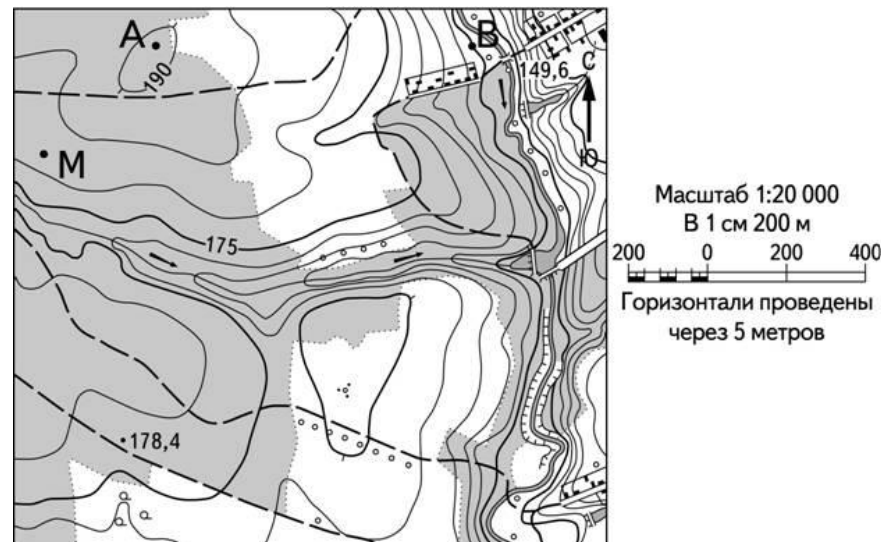 А
В
190
149,6
С
Ю
М
175
178,4
Масштаб 1:20 000
В 1 см 200 м
200 0 200 400
Горизонтали проведены
через 5 метров